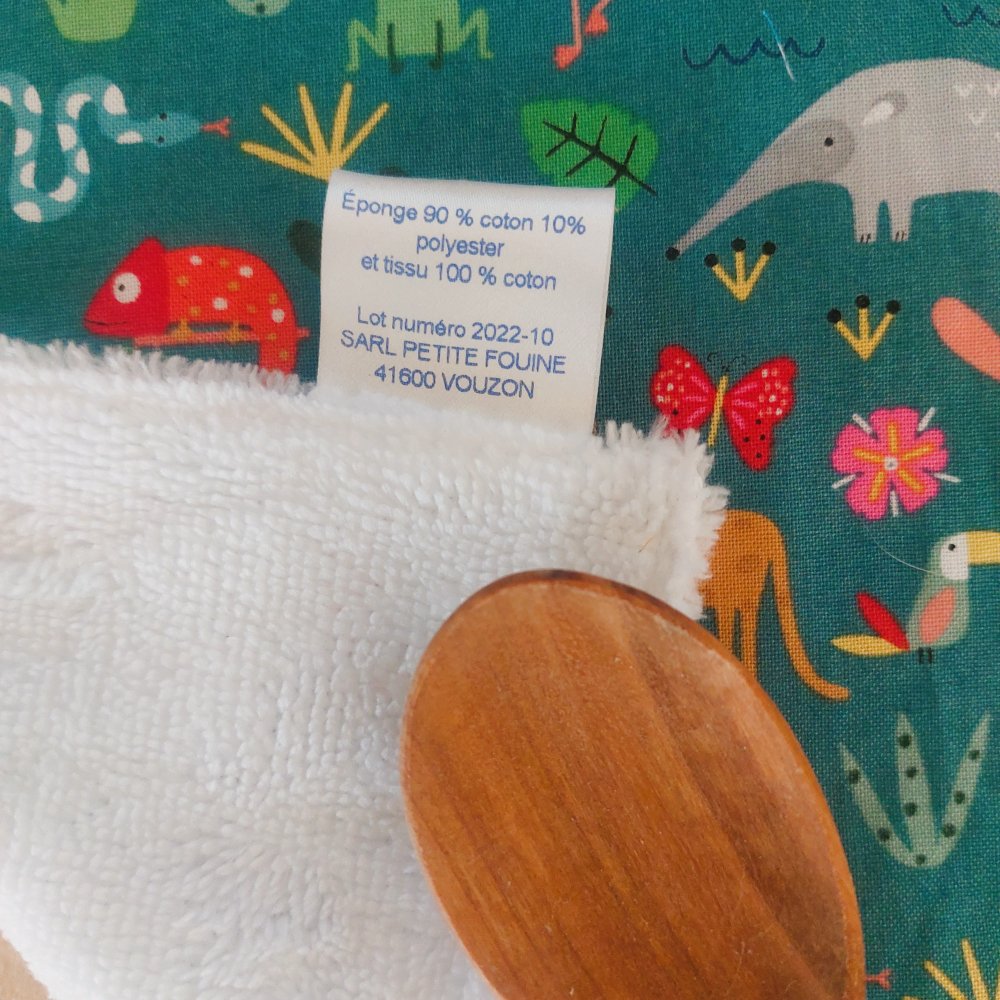 Éponge 90 % coton 10%
polyester
et tissu 100 % coton
Lot numéro 2022-10
SARL PETITE FOUINE
41600 VOUZON